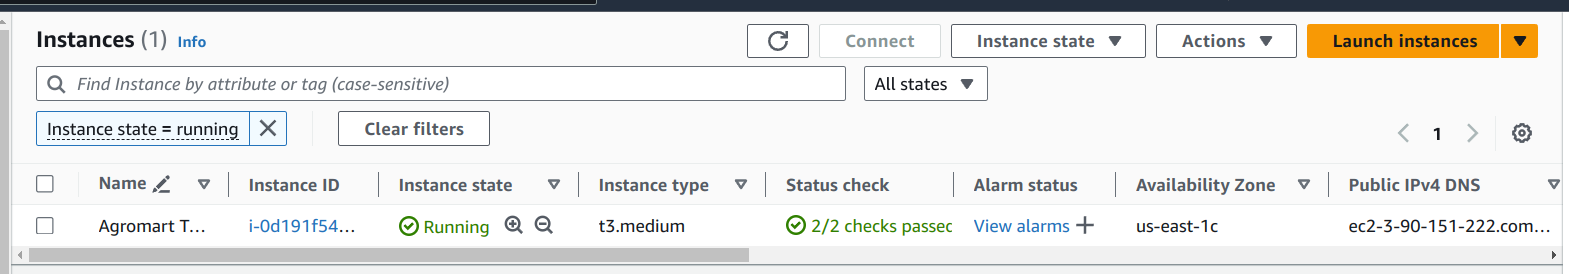 Instances (1) Info
Connect
Instance state
Actions
Launch instances
Find Instance by attribute or tag (case-sensitive)
All states
Instance state = running
Clear filters
1
Name Instance ID Instance state Instance type Status check Alarm status Availability Zone Public IPv4 DNS
Agromart T... i-0d191f54... Running t3.medium 2/2 checks passed View alarms us-east-1c ec2-3-90-151-222.com...